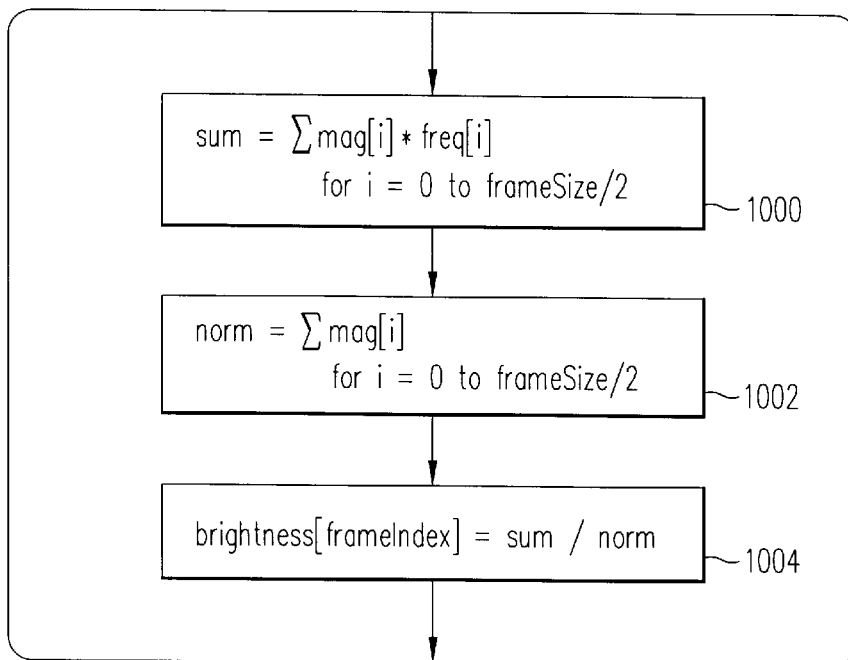 sum = ∑mag[i] * freq[i]
for i = 0 to frameSize/2
1000
norm = ∑mag[i]
for i = 0 to frameSize/2
1002
brightness[frameIndex] = sum / norm
1004